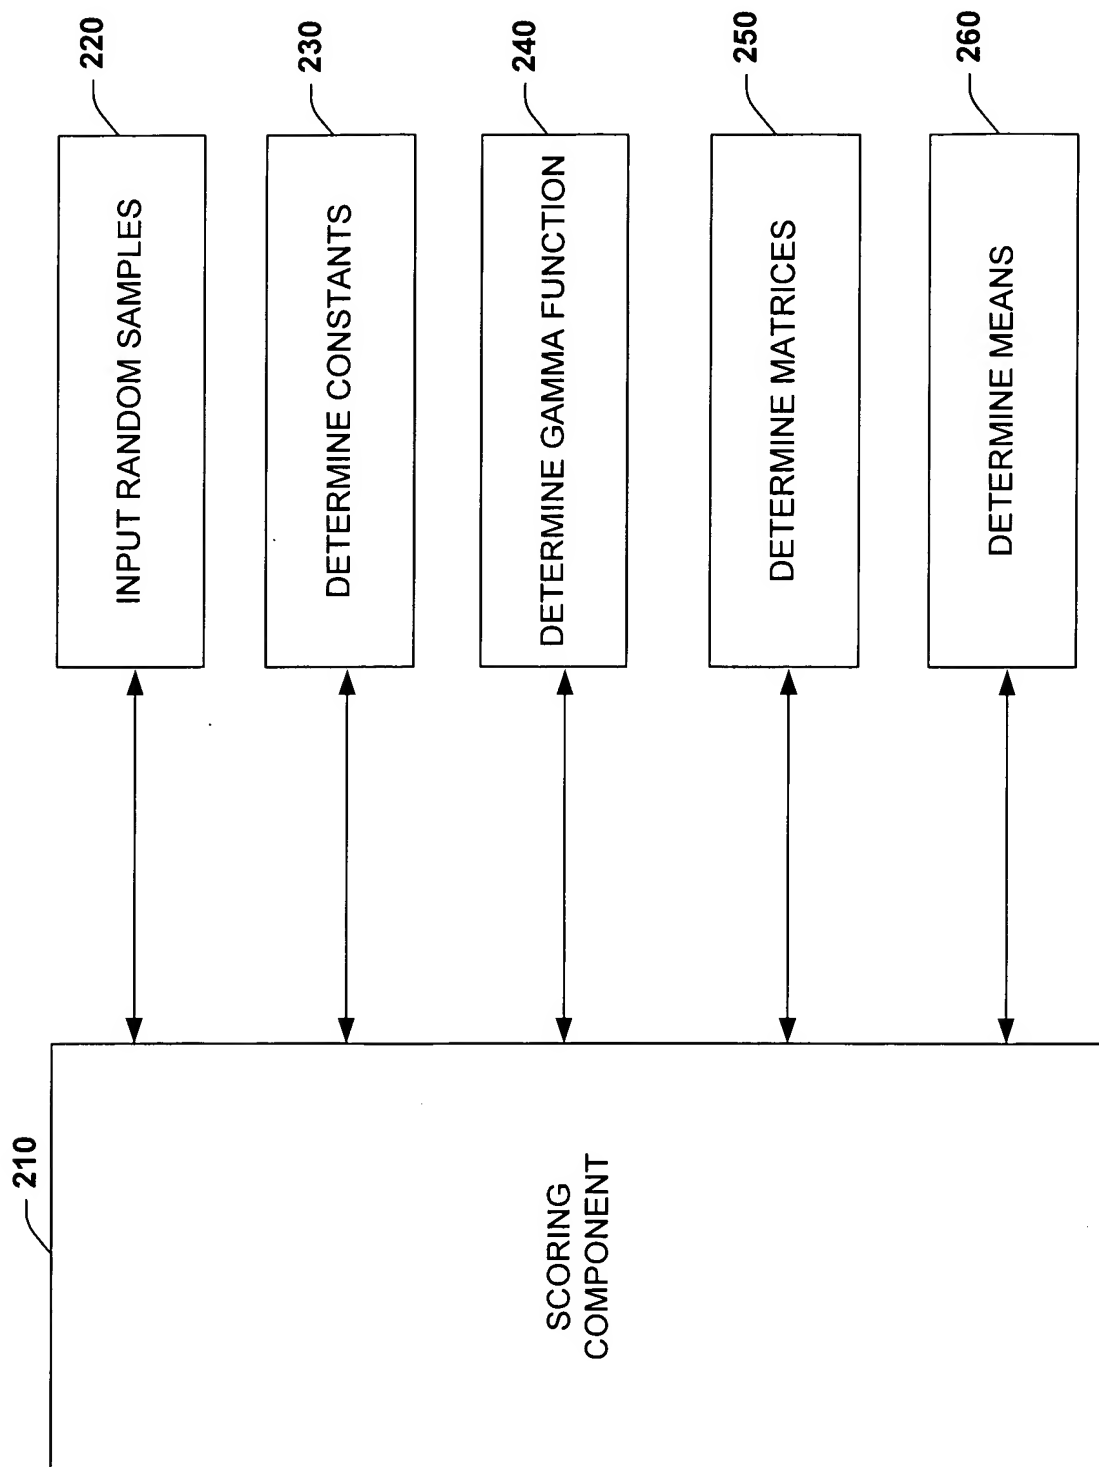 210
SCORING
COMPONENT
220
INPUT RANDOM SAMPLES
230
DETERMINE CONSTANTS
240
DETERMINE GAMMA FUNCTION
250
DETERMINE MATRICES
260
DETERMINE MEANS